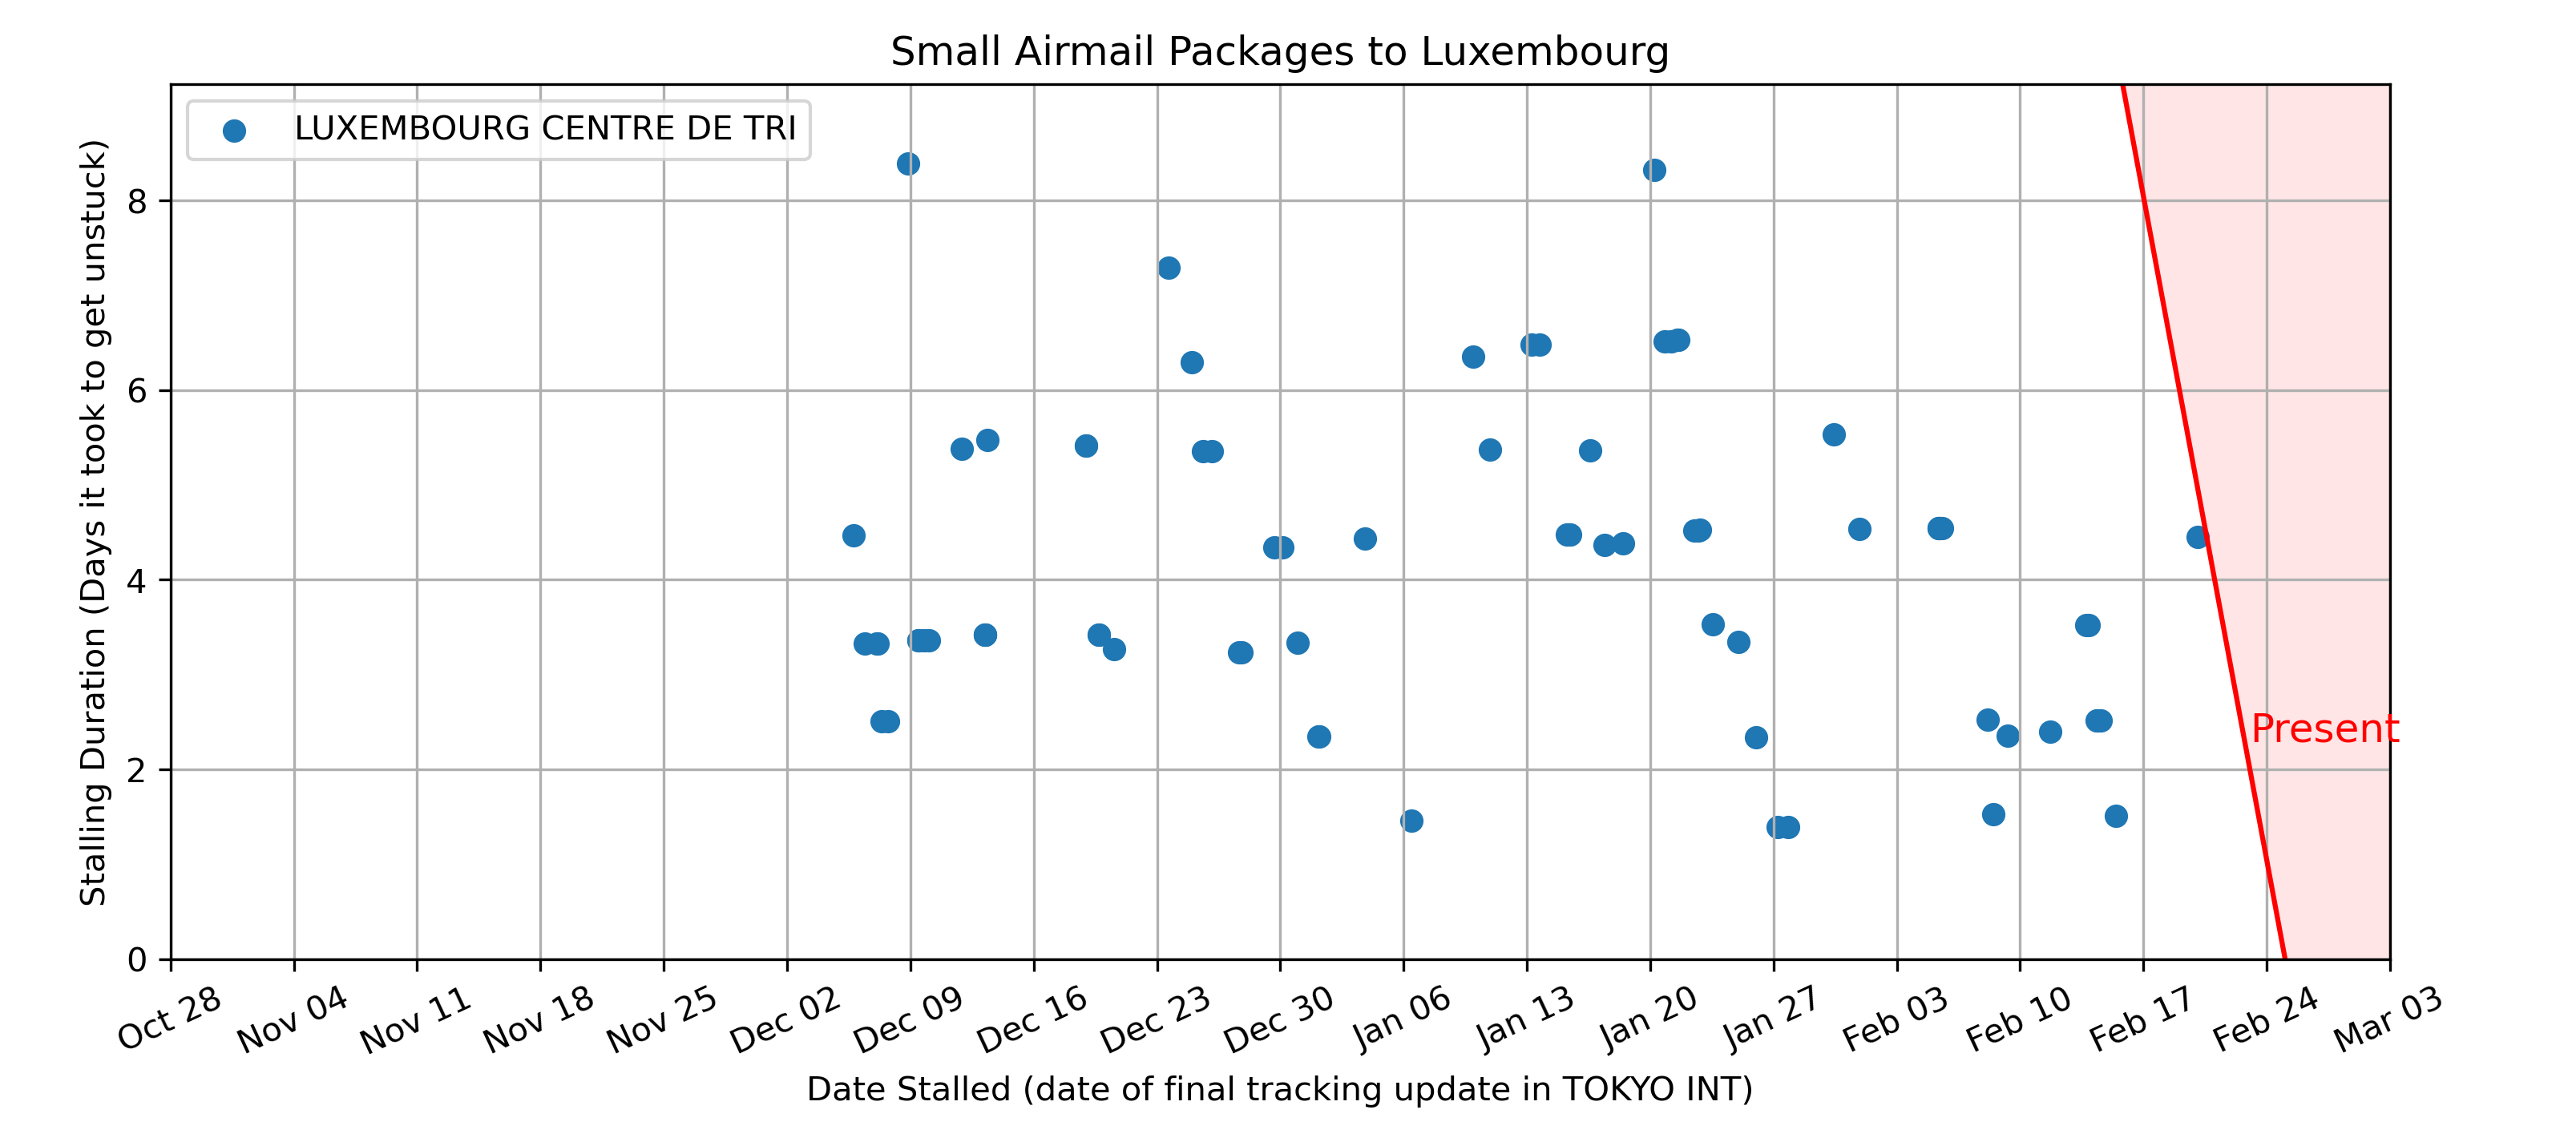 Small Airmail Packages to Luxembourg
LUXEMBOURG CENTRE DE TRI
Stalling Duration (Days it took to get unstuck)
8
6
4
2
0
Present
Oct 28
Nov 04
Nov 11
Nov 18
Nov 25
Dec 02
Dec 09
Dec 16
Dec 23
Dec 30
Jan 06
Jan 13
Jan 20
Jan 27
Feb 03
Feb 10
Feb 17
Feb 24
Mar 03
Date Stalled (date of final tracking update in TOKYO INT)